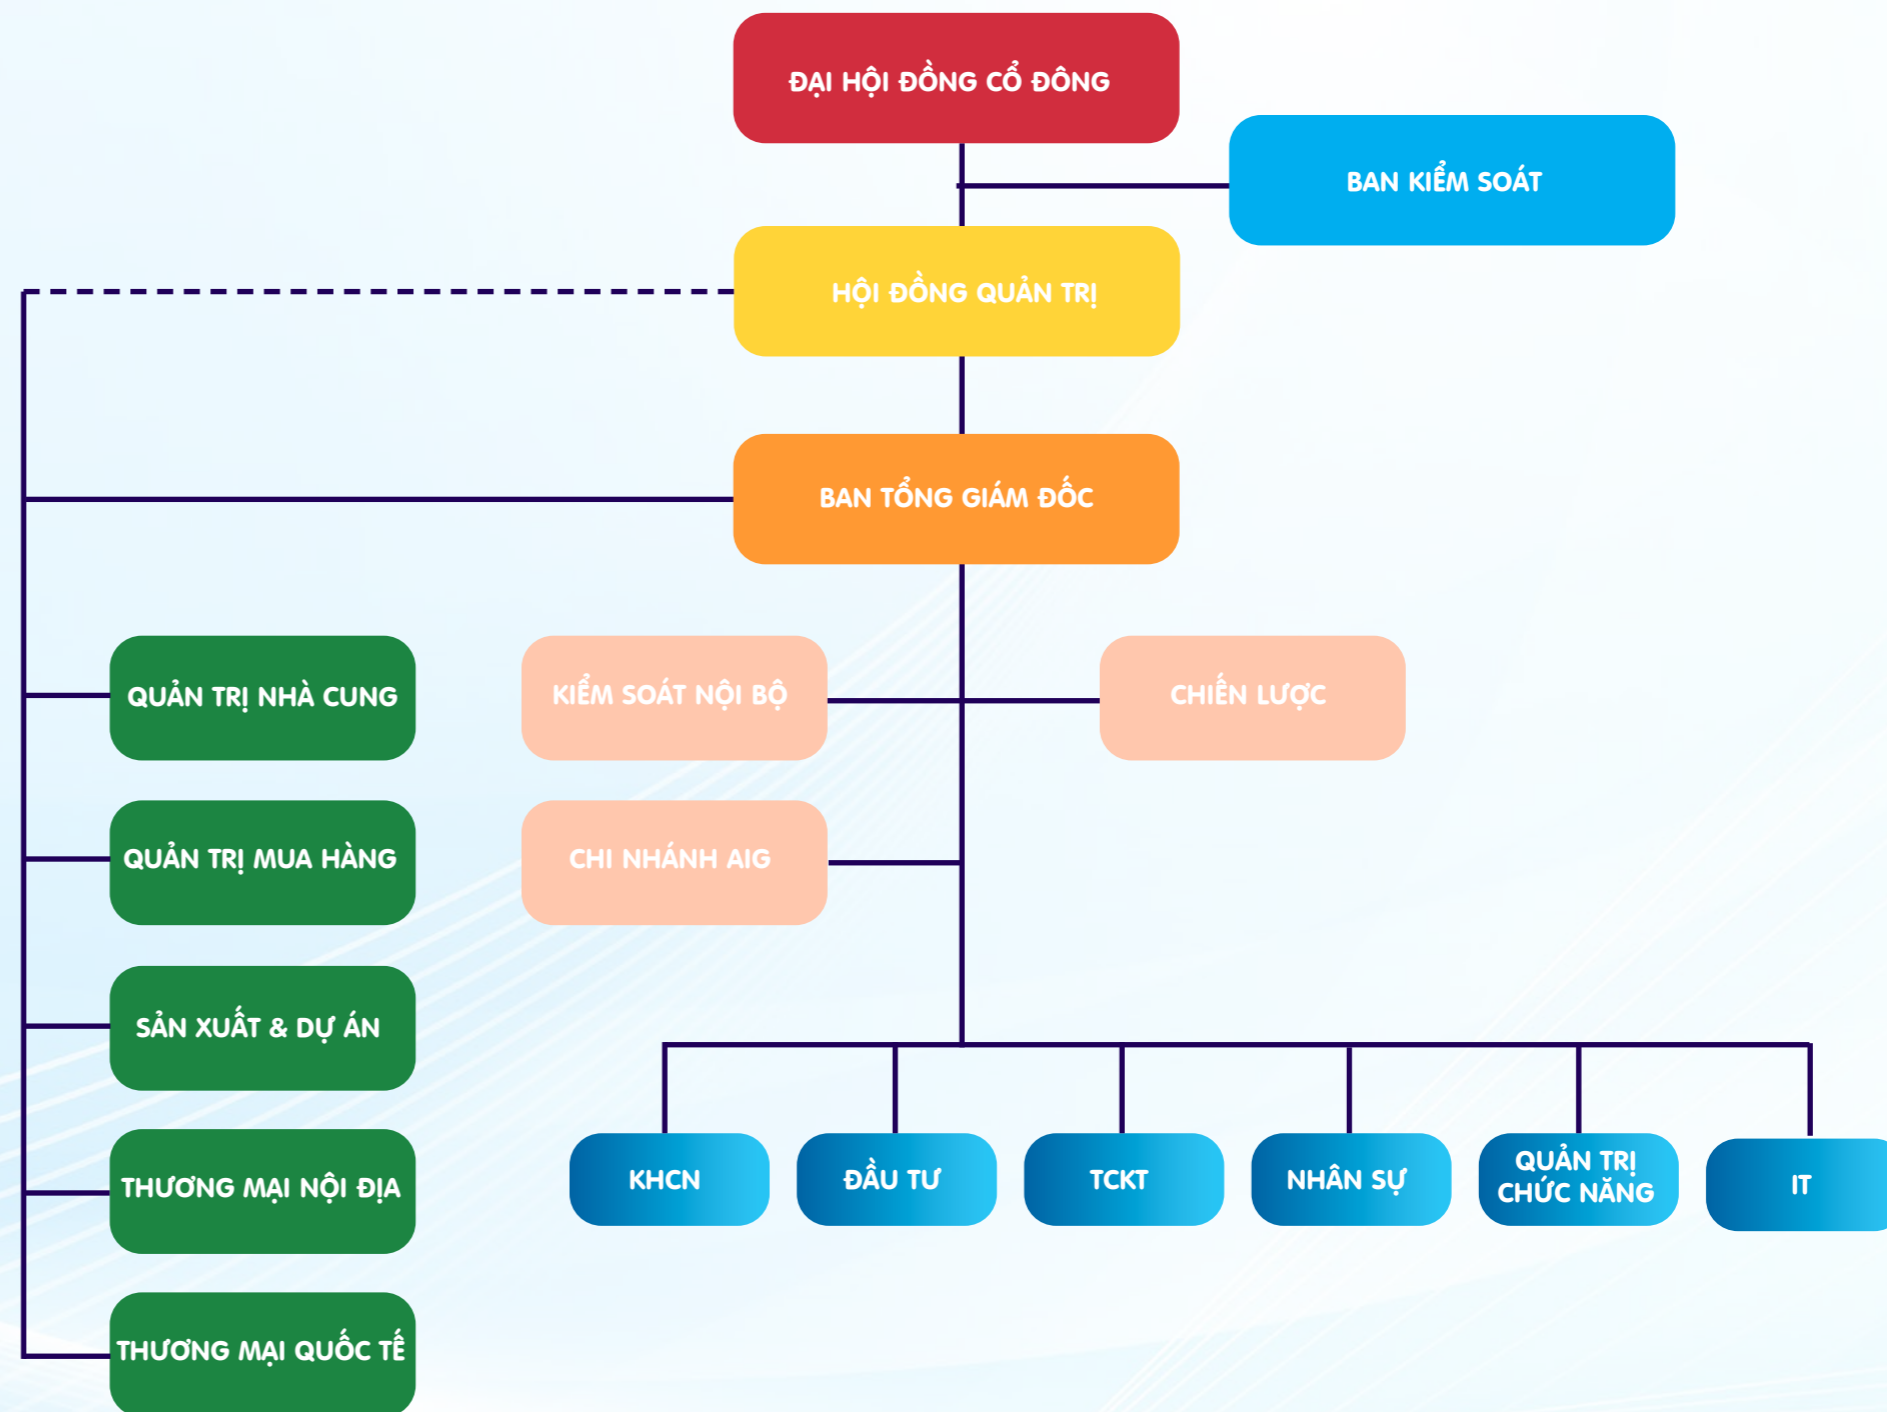 ĐẠI HỘI ĐỒNG CỔ ĐÔNG
BAN KIỂM SOÁT
HỘI ĐỒNG QUẢN TRỊ
BAN TỔNG GIÁM ĐỐC
QUẢN TRỊ NHÀ CUNG
KIỂM SOÁT NỘI BỘ
CHIẾN LƯỢC
QUẢN TRỊ MUA HÀNG
CHI NHÁNH AIG
SẢN XUẤT & DỰ ÁN
THƯƠNG MẠI NỘI ĐỊA
KHCN
ĐẦU TƯ
TCKT
NHÂN SỰ
QUẢN TRỊ
CHỨC NĂNG
IT
THƯƠNG MẠI QUỐC TẾ